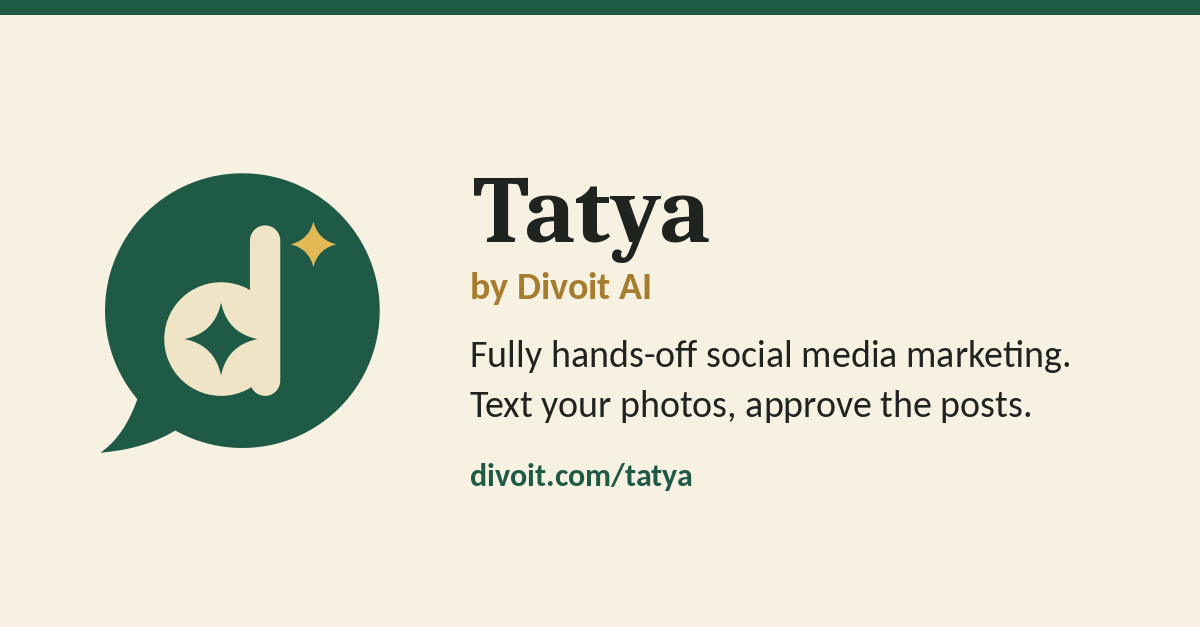 d
Tatya
by Divoit AI
Fully hands-off social media marketing.
Text your photos, approve the posts.
divoit.com/tatya